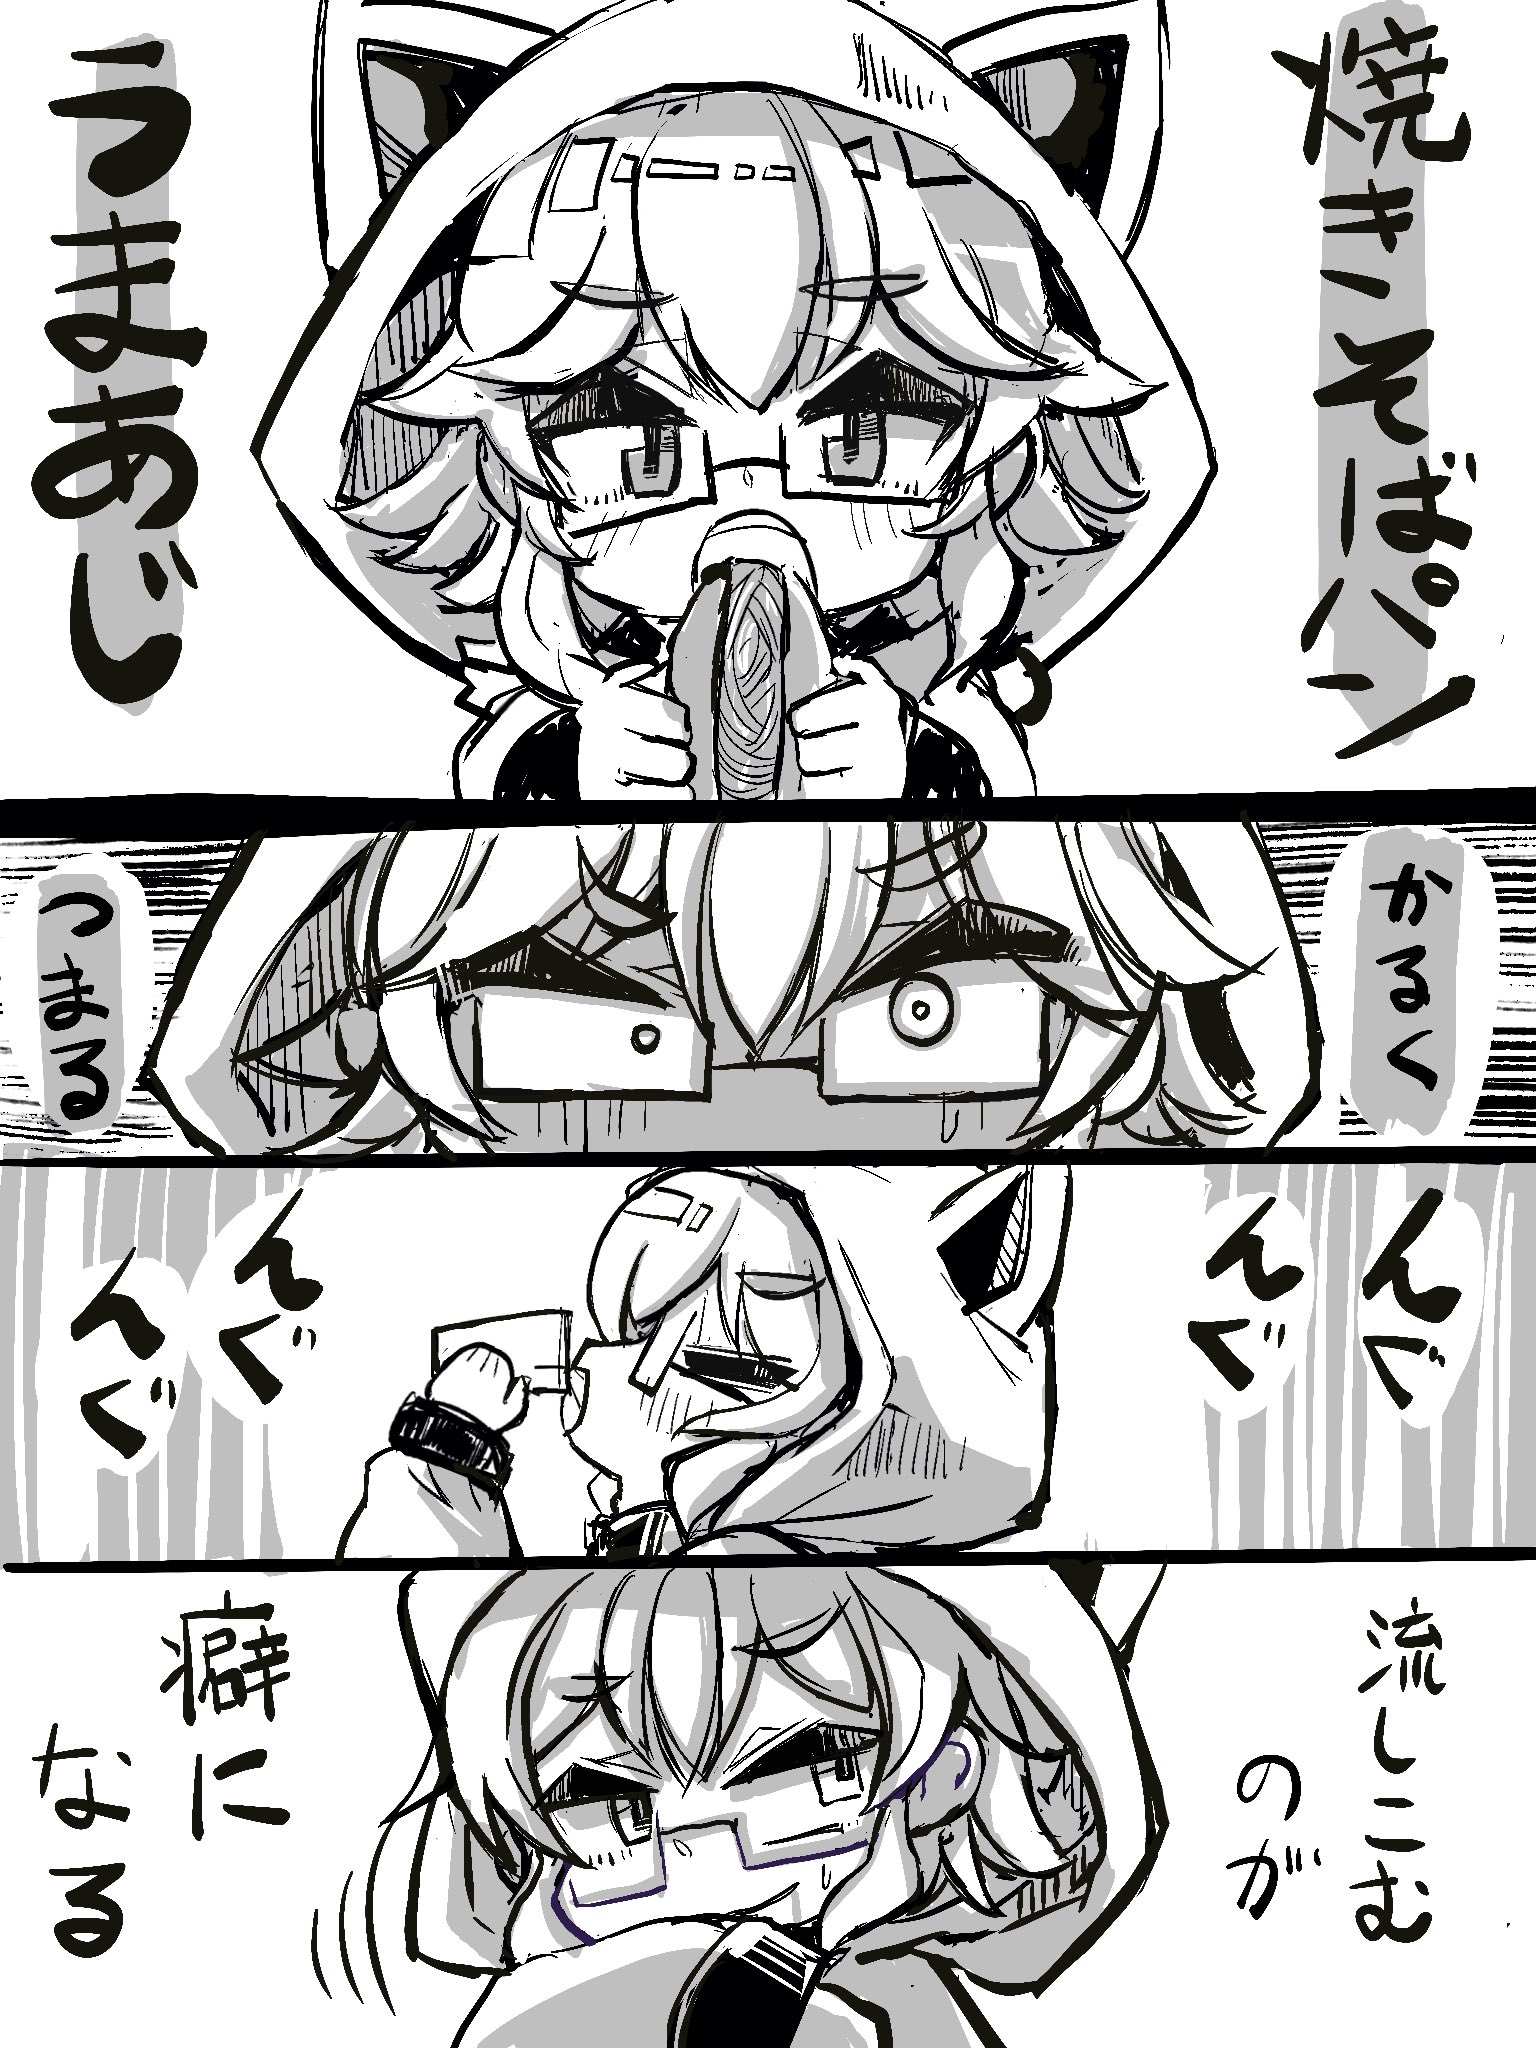 焼きそばパン
うまあじ
かるく
つまる
んぐ
んぐ
んぐ
んぐ
流しこむ
のが
癖に
なる